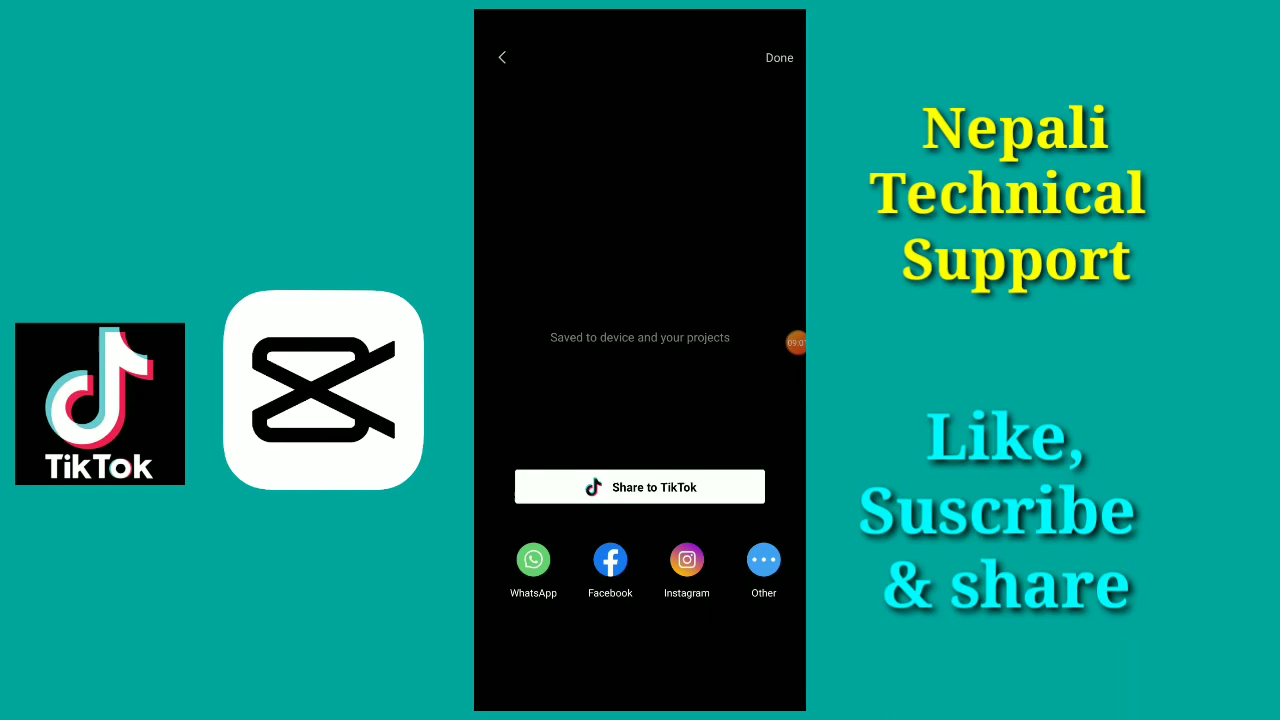 Done
Saved to device and your projects
Share to TikTok
WhatsApp Facebook Instagram Other
TikTok
Nepali
Technical
Support
Like,
Suscribe
& share